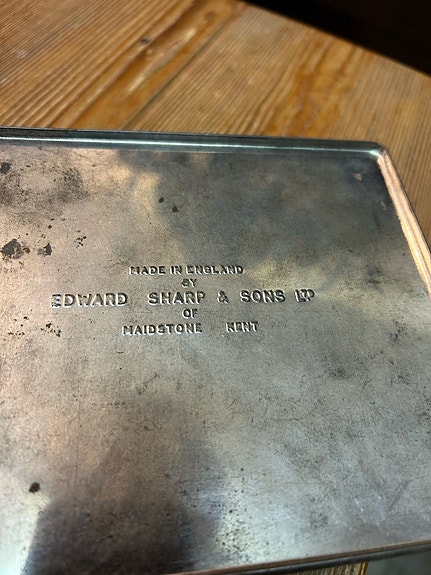 MADE IN ENGLAND
BY
EDWARD SHARP & SONS LTD
OF
MAIDSTONE KENT